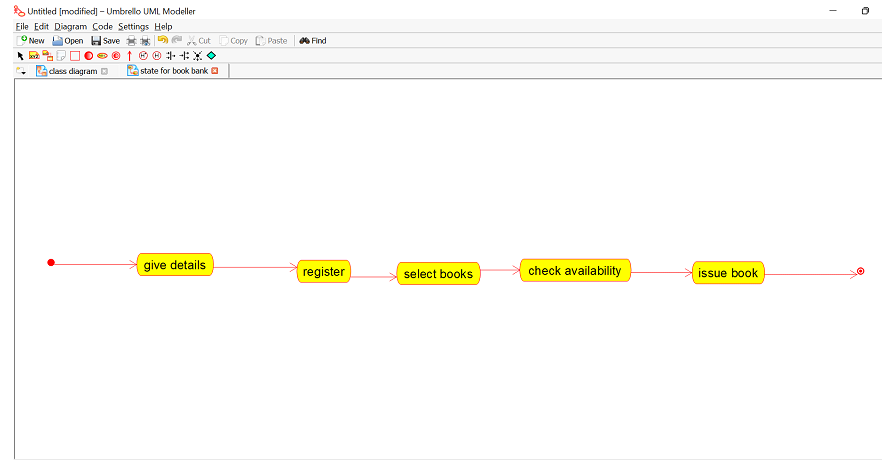 Untitled [modified] – Umbrello UML Modeller
File Edit Diagram Code Settings Help
New Open Save Cut Copy Paste Find
class diagram state for book bank
give details
register
select books
check availability
issue book